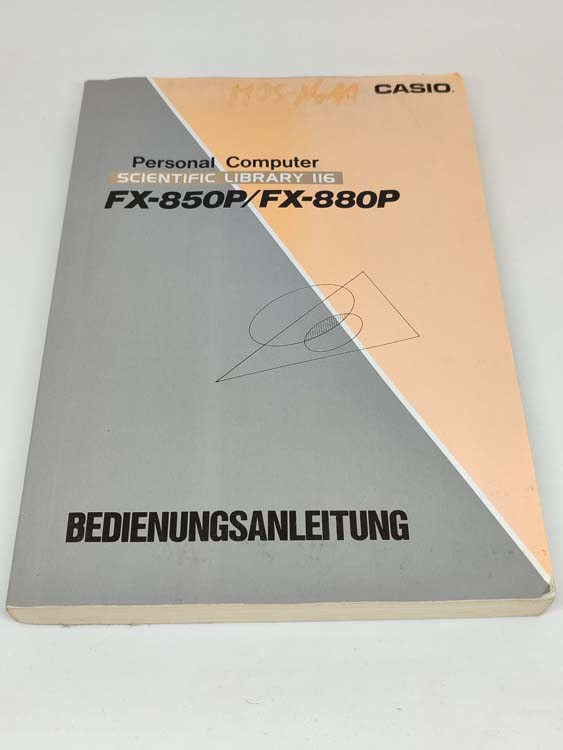 CASIO
Personal Computer
SCIENTIFIC LIBRARY 116
FX-850P/FX-880P
BEDIENUNGSANLEITUNG